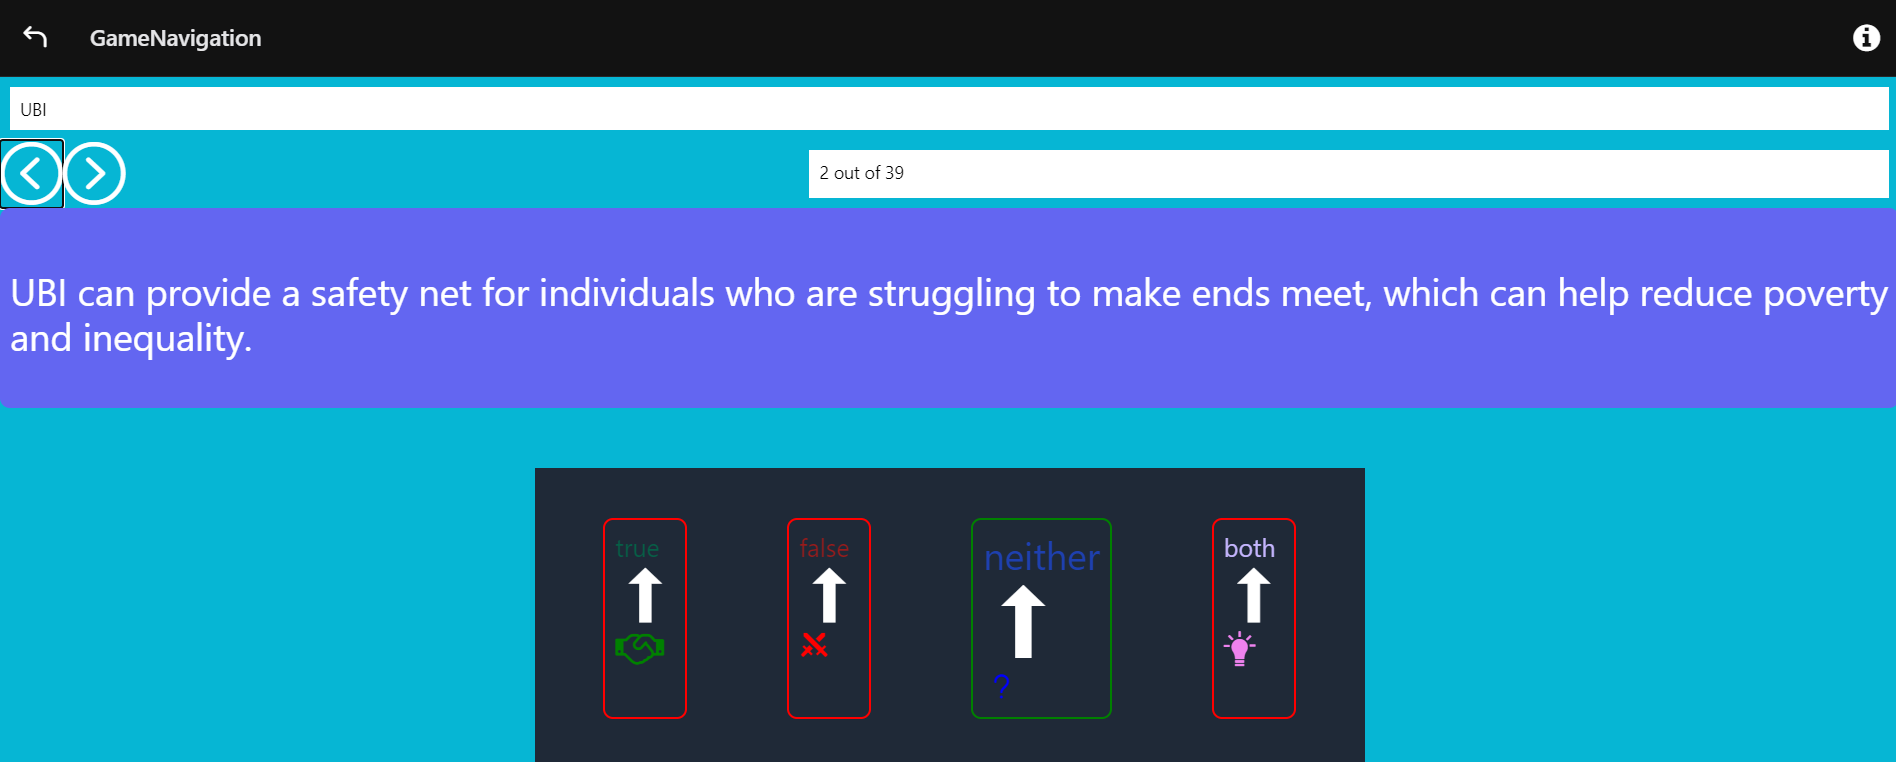 GameNavigation
UBI
2 out of 39
UBI can provide a safety net for individuals who are struggling to make ends meet, which can help reduce poverty
and inequality.
true
false
neither
both
?